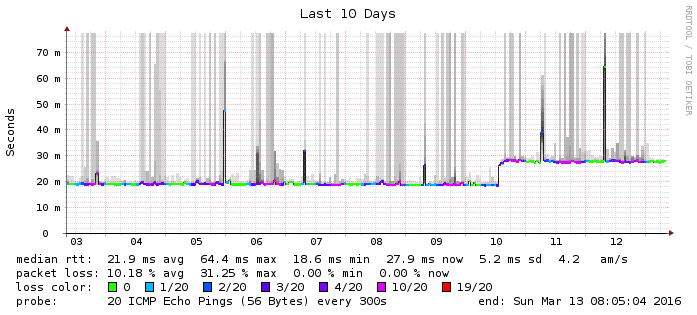 Last 10 Days
RRDTOOL / TOBI OETIKER
Seconds
70 m
60 m
50 m
40 m
30 m
20 m
10 m
0
03 04 05 06 07 08 09 10 11 12
median rtt: 21.9 ms avg 64.4 ms max 18.6 ms min 27.9 ms now 5.2 ms sd 4.2 am/s
packet loss: 10.18 % avg 31.25 % max 0.00 % min 0.00 % now
loss color: 0 1/20 2/20 3/20 4/20 10/20 19/20
probe: 20 ICMP Echo Pings (56 Bytes) every 300s end: Sun Mar 13 08:05:04 2016